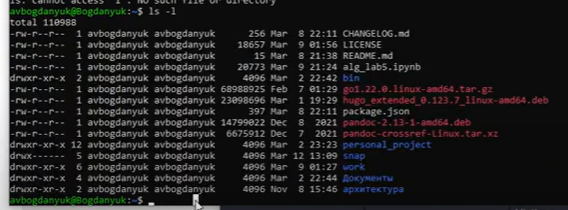 ls: cannot access 'l': No such file or directory
avbogdanyuk@Bogdanyuk:~$ ls -l
total 110988
-rw-r--r-- 1 avbogdanyuk avbogdanyuk 256 Mar 8 22:11 CHANGELOG.md
-rw-r--r-- 1 avbogdanyuk avbogdanyuk 18657 Mar 9 01:56 LICENSE
-rw-r--r-- 1 avbogdanyuk avbogdanyuk 15 Mar 8 21:38 README.md
-rw-r--r-- 1 avbogdanyuk avbogdanyuk 20773 Mar 9 21:24 alg_lab5.ipynb
drwxr-xr-x 2 avbogdanyuk avbogdanyuk 4096 Mar 2 22:42 bin
-rw-r--r-- 1 avbogdanyuk avbogdanyuk 68988925 Feb 7 01:29 go1.22.0.linux-amd64.tar.gz
-rw-r--r-- 1 avbogdanyuk avbogdanyuk 23098696 Mar 1 19:29 hugo_extended_0.123.7_linux-amd64.deb
-rw-r--r-- 1 avbogdanyuk avbogdanyuk 397 Mar 8 22:11 package.json
-rw-r--r-- 1 avbogdanyuk avbogdanyuk 14799022 Dec 8 2021 pandoc-2.13-1-amd64.deb
-rw-r--r-- 1 avbogdanyuk avbogdanyuk 6675912 Dec 7 2021 pandoc-crossref-Linux.tar.xz
drwxr-xr-x 12 avbogdanyuk avbogdanyuk 4096 Mar 2 23:23 personal_project
drwx------ 5 avbogdanyuk avbogdanyuk 4096 Mar 12 13:09 snap
drwxr-xr-x 6 avbogdanyuk avbogdanyuk 4096 Mar 9 01:27 work
drwxr-xr-x 4 avbogdanyuk avbogdanyuk 4096 Mar 2 22:44 Документы
drwxr-xr-x 2 avbogdanyuk avbogdanyuk 4096 Nov 8 15:46 архитектура
avbogdanyuk@Bogdanyuk:~$